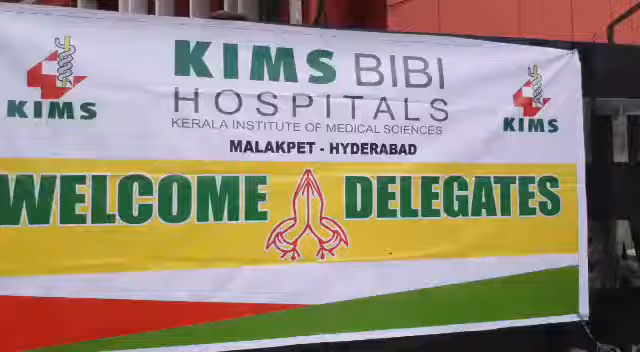 KIMS BIBI
HOSPITALS
KERALA INSTITUTE OF MEDICAL SCIENCES
MALAKPET - HYDERABAD
KIMS
KIMS
WELCOME DELEGATES